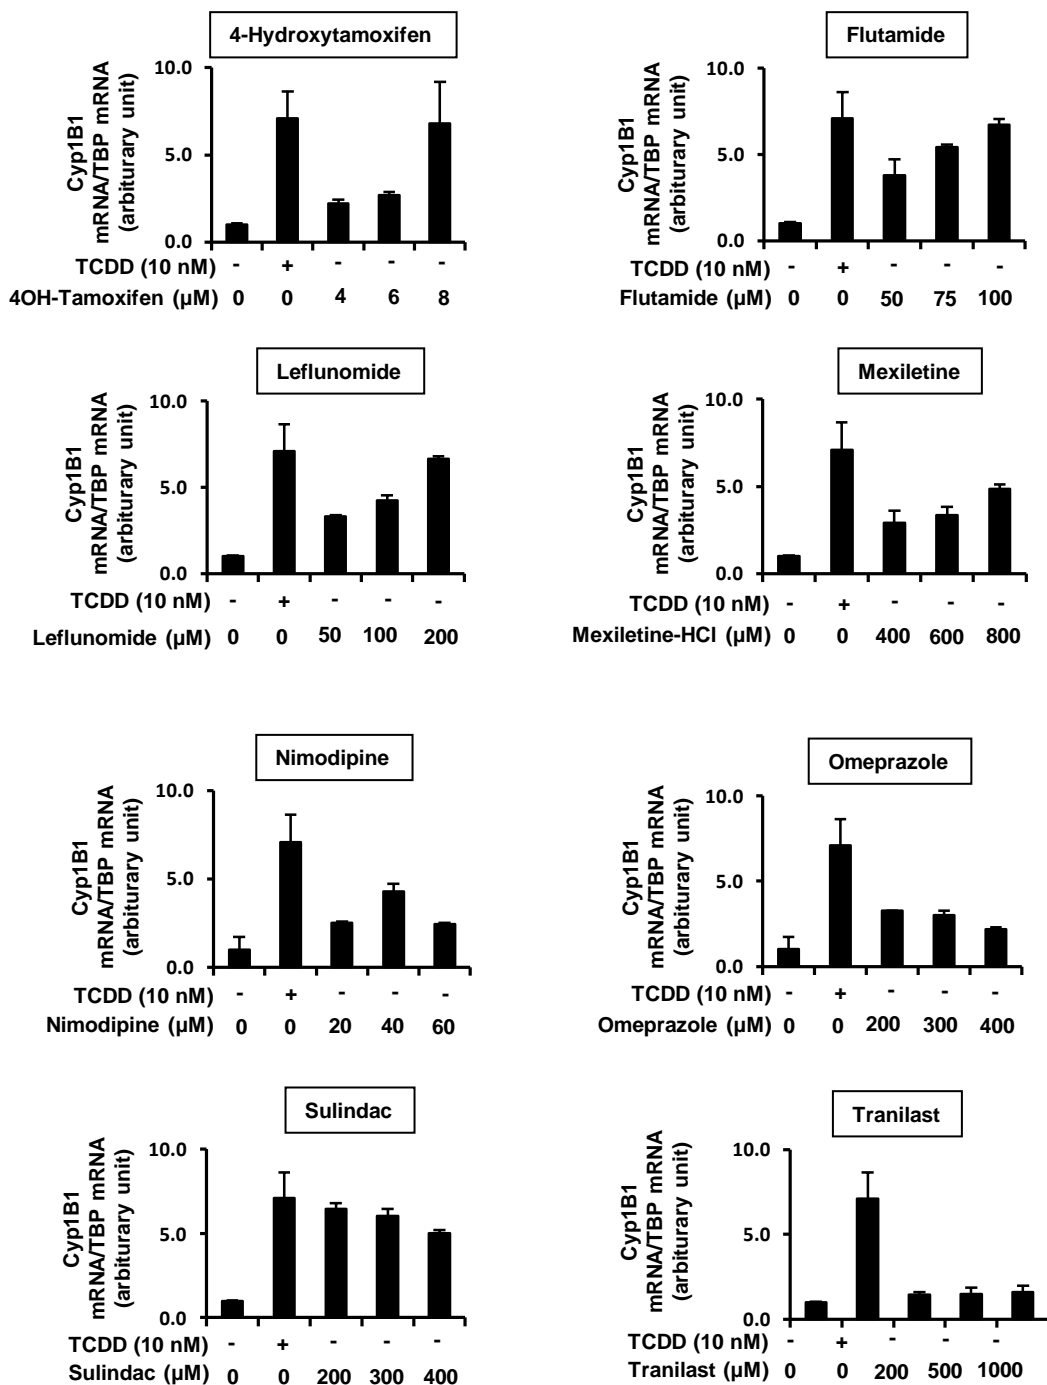 4-Hydroxytamoxifen
Cyp1B1
mRNA/TBP mRNA
(arbiturary unit)
10.0
5.0
0.0
TCDD (10 nM) - + - - -
4OH-Tamoxifen (µM) 0 0 4 6 8
Flutamide
Cyp1B1
mRNA/TBP mRNA
(arbiturary unit)
10.0
5.0
0.0
TCDD (10 nM) - + - - -
Flutamide (µM) 0 0 50 75 100
Leflunomide
Cyp1B1
mRNA/TBP mRNA
(arbiturary unit)
10.0
5.0
0.0
TCDD (10 nM) - + - - -
Leflunomide (µM) 0 0 50 100 200
Mexiletine
Cyp1B1
mRNA/TBP mRNA
(arbiturary unit)
10.0
5.0
0.0
TCDD (10 nM) - + - - -
Mexiletine-HCl (µM) 0 0 400 600 800
Nimodipine
Cyp1B1
mRNA/TBP mRNA
(arbiturary unit)
10.0
5.0
0.0
TCDD (10 nM) - + - - -
Nimodipine (µM) 0 0 20 40 60
Omeprazole
Cyp1B1
mRNA/TBP mRNA
(arbiturary unit)
10.0
5.0
0.0
TCDD (10 nM) - + - - -
Omeprazole (µM) 0 0 200 300 400
Sulindac
Cyp1B1
mRNA/TBP mRNA
(arbiturary unit)
10.0
5.0
0.0
TCDD (10 nM) - + - - -
Sulindac (µM) 0 0 200 300 400
Tranilast
Cyp1B1
mRNA/TBP mRNA
(arbiturary unit)
10.0
5.0
0.0
TCDD (10 nM) - + - - -
Tranilast (µM) 0 0 200 500 1000